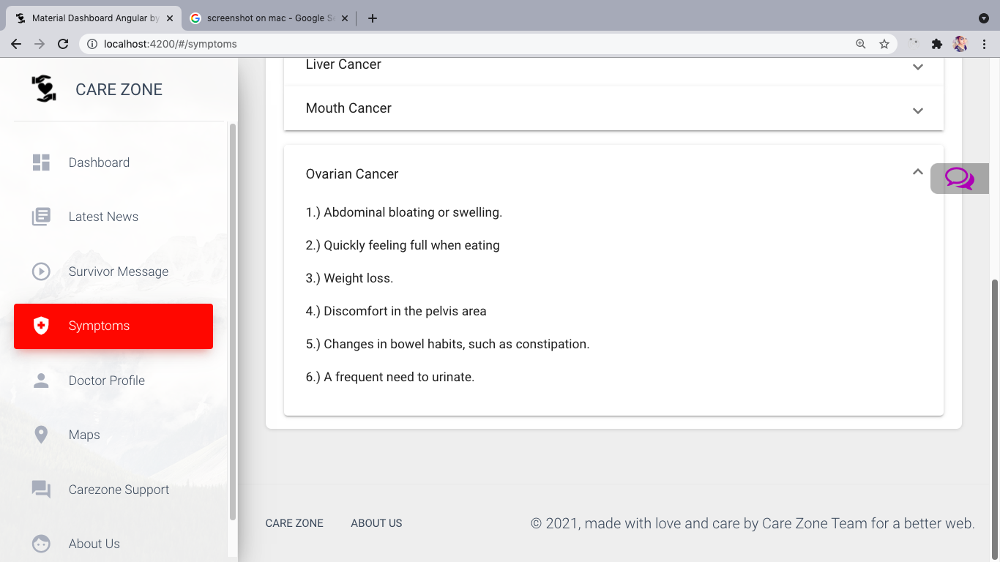 Material Dashboard Angular by
screenshot on mac - Google S
localhost:4200/#/symptoms
CARE ZONE
Dashboard
Latest News
Survivor Message
Symptoms
Doctor Profile
Maps
Carezone Support
About Us
Liver Cancer
Mouth Cancer
Ovarian Cancer
1.) Abdominal bloating or swelling.
2.) Quickly feeling full when eating
3.) Weight loss.
4.) Discomfort in the pelvis area
5.) Changes in bowel habits, such as constipation.
6.) A frequent need to urinate.
CARE ZONE ABOUT US © 2021, made with love and care by Care Zone Team for a better web.